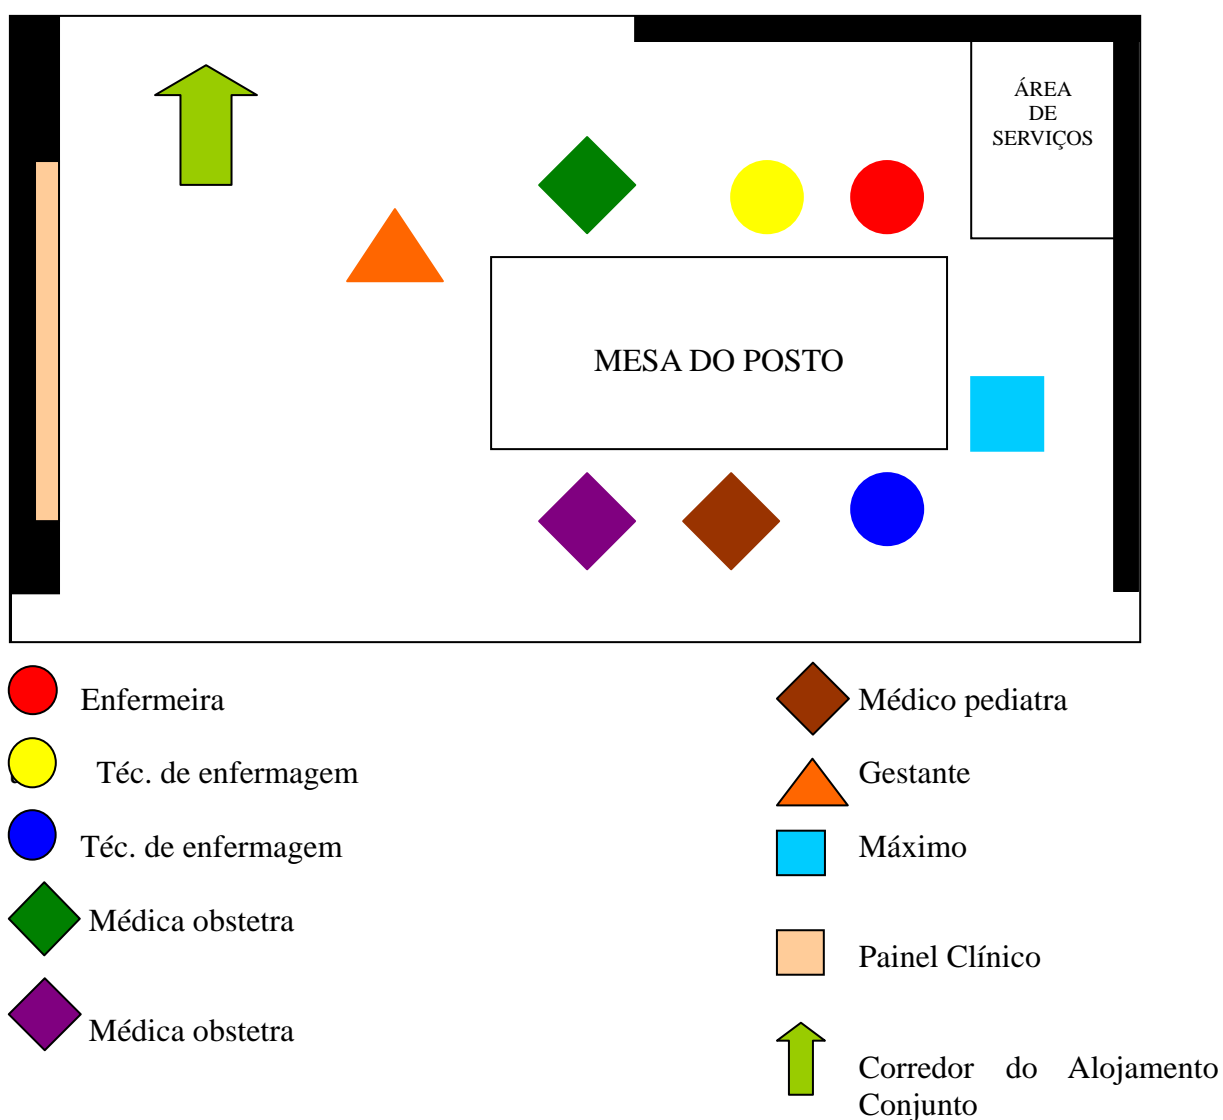 ÁREA
DE
SERVIÇOS
MESA DO POSTO
Enfermeira
Téc. de enfermagem
Téc. de enfermagem
Médica obstetra
Médica obstetra
Médico pediatra
Gestante
Máximo
Painel Clínico
Corredor do Alojamento
Conjunto